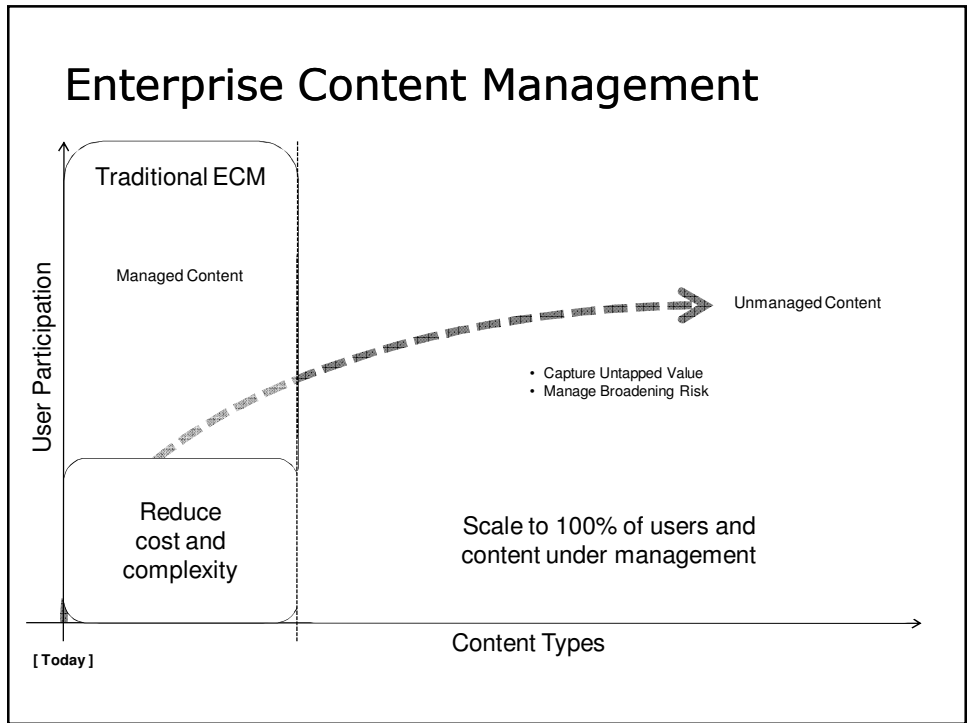 Enterprise Content Management
Traditional ECM
Managed Content
User Participation
Unmanaged Content
• Capture Untapped Value
• Manage Broadening Risk
Reduce
cost and
complexity
Scale to 100% of users and
content under management
Content Types
[ Today ]